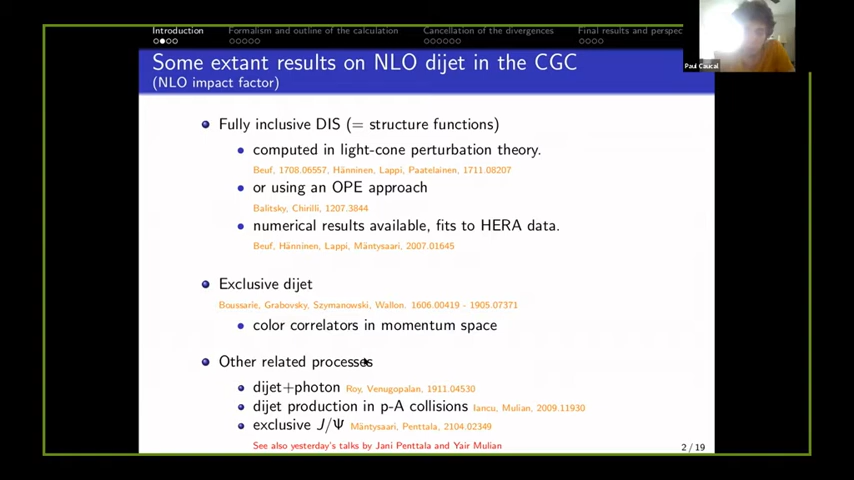 Introduction Formalism and outline of the calculation Cancellation of the divergences Final results and perspec
Some extant results on NLO dijet in the CGC
(NLO impact factor)
Paul Caucal
Fully inclusive DIS (= structure functions)
computed in light-cone perturbation theory.
Beuf, 1708.06557, Hänninen, Lappi, Paatelainen, 1711.08207
or using an OPE approach
Balitsky, Chirilli, 1207.3844
numerical results available, fits to HERA data.
Beuf, Hänninen, Lappi, Mäntysaari, 2007.01645
Exclusive dijet
Boussarie, Grabovsky, Szymanowski, Wallon. 1606.00419 - 1905.07371
color correlators in momentum space
Other related processes
dijet+photon Roy, Venugopalan, 1911.04530
dijet production in p-A collisions Iancu, Mulian, 2009.11930
exclusive J/Ψ Mäntysaari, Penttala, 2104.02349
See also yesterday's talks by Jani Penttala and Yair Mulian
2 / 19